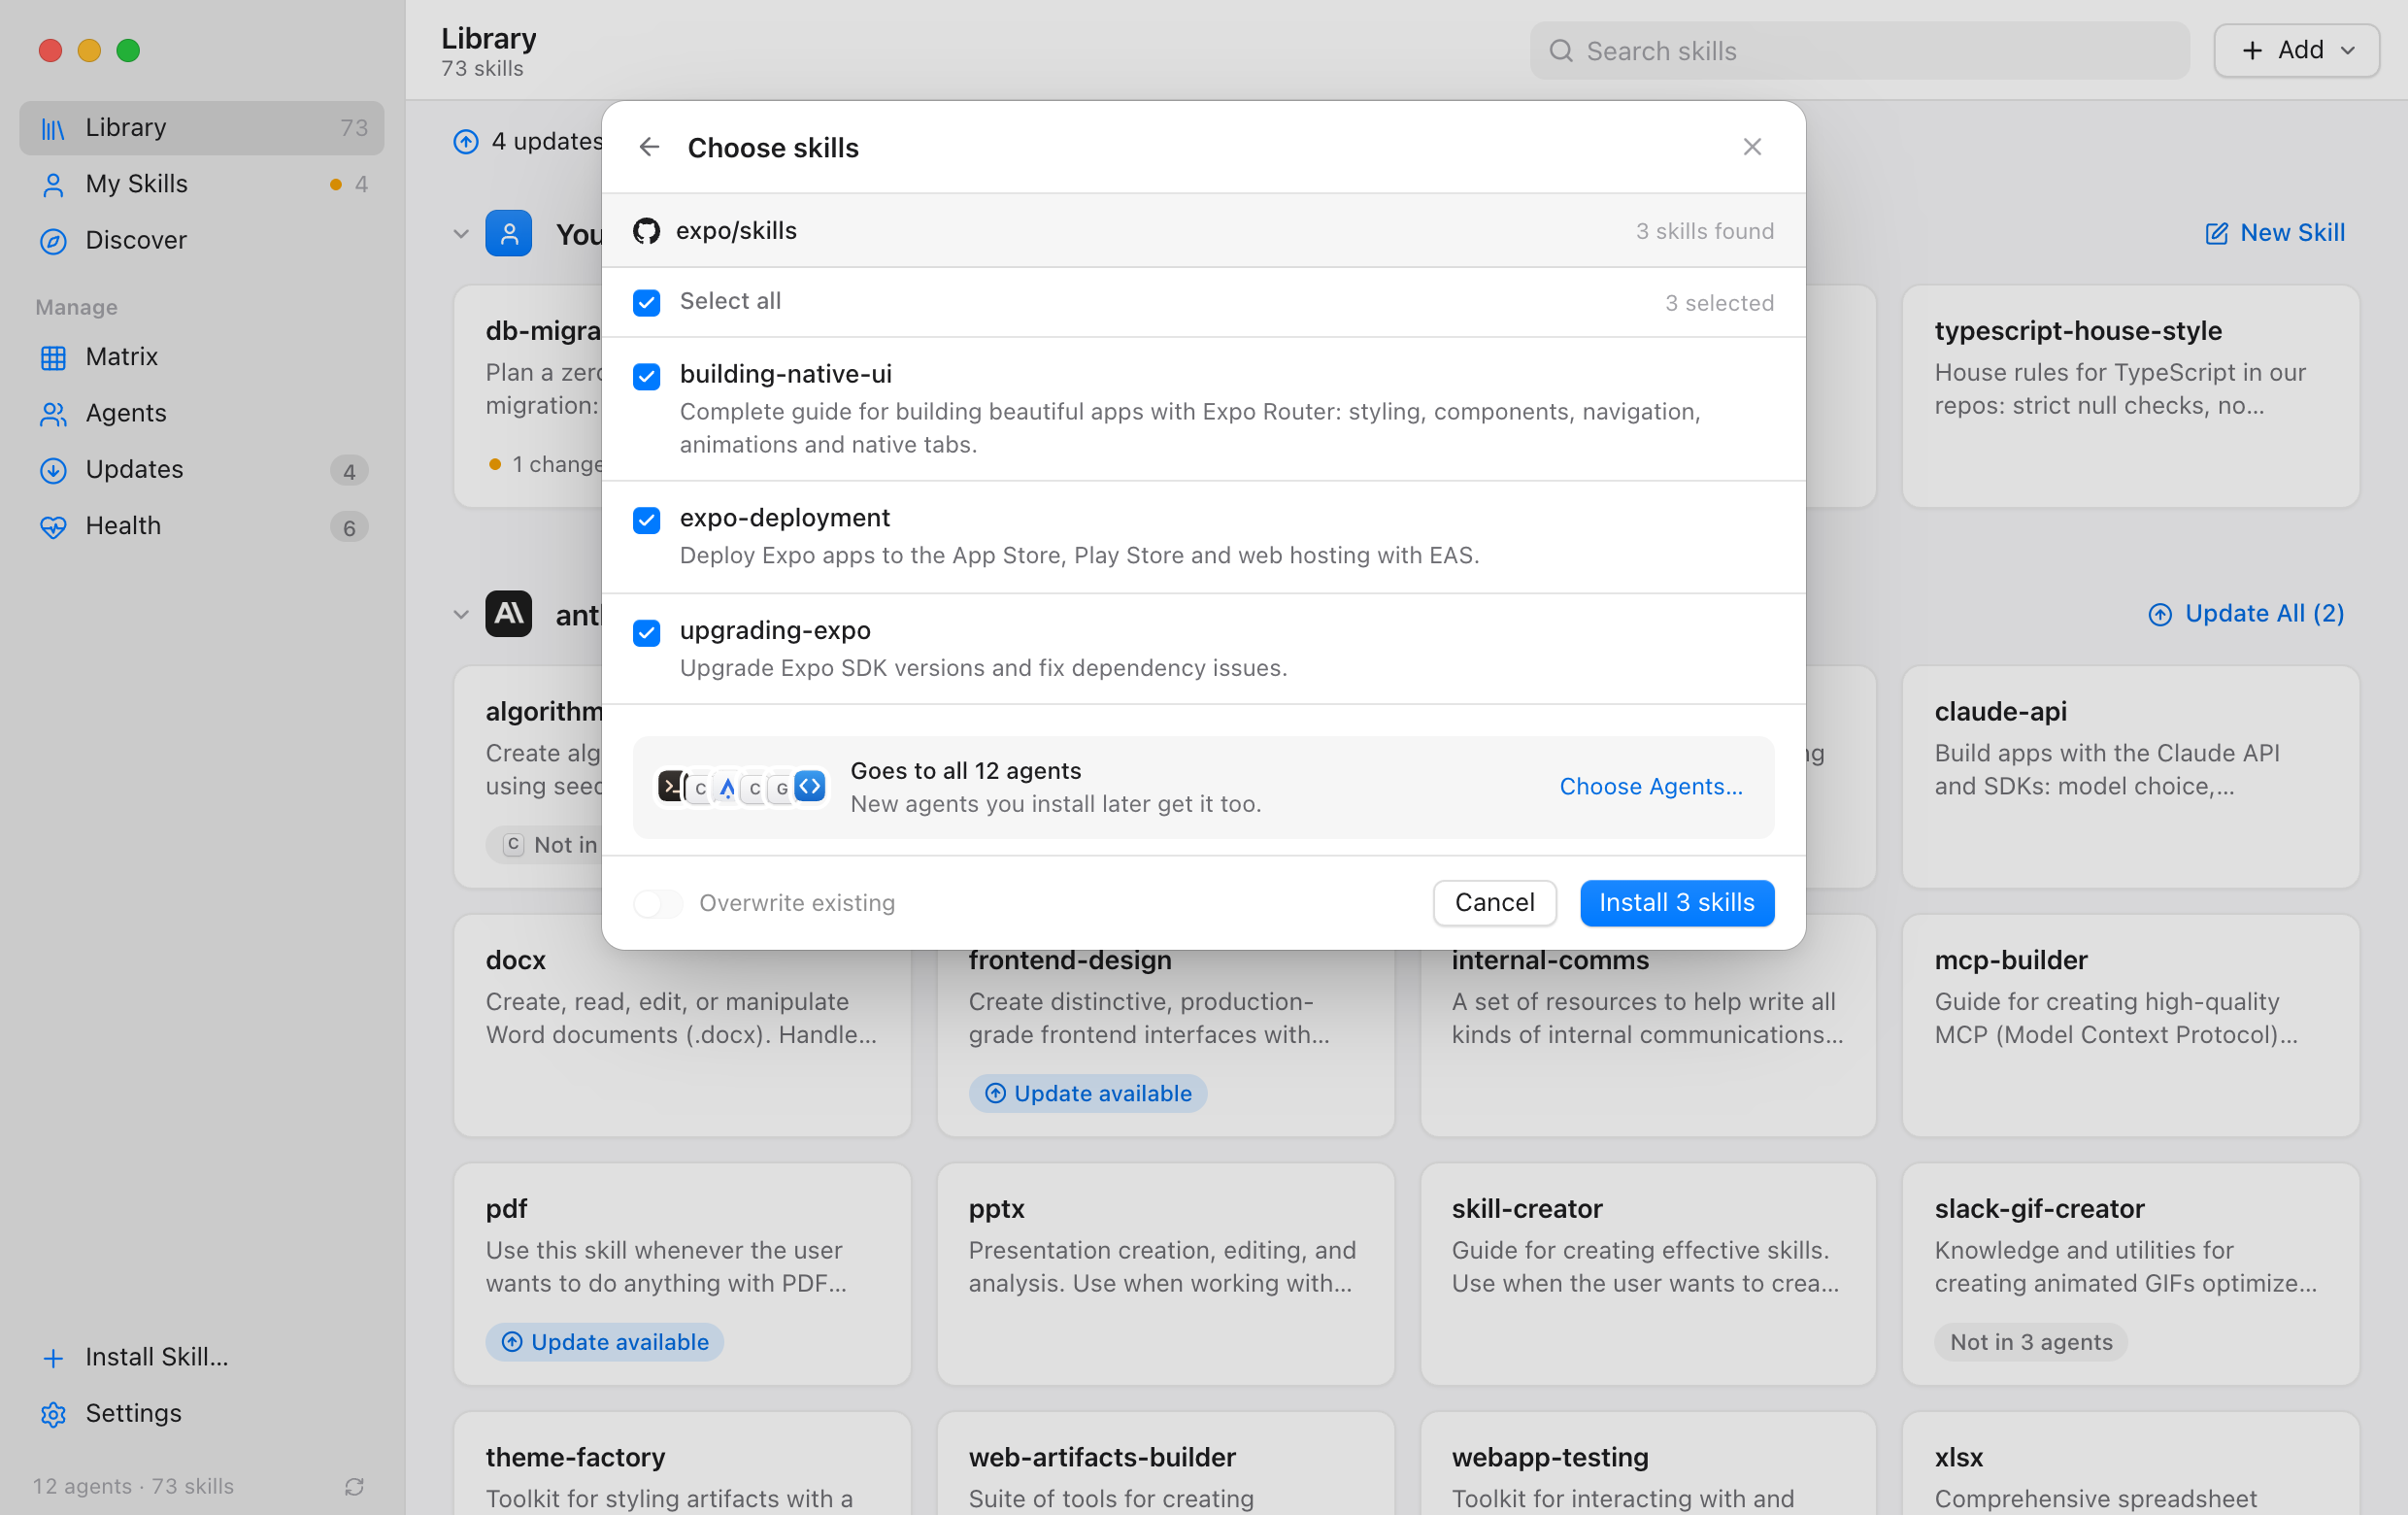 Library
73 skills
Search skills
Add
Library 73
My Skills 4
Discover
Manage
Matrix
Agents
Updates 4
Health 6
Install Skill...
Settings
12 agents · 73 skills
4 updates
You
New Skill
db-migra
Plan a zero
migration:
1 change
typescript-house-style
House rules for TypeScript in our
repos: strict null checks, no...
Update All (2)
algorithm
Create alg
using seed
C Not in
claude-api
Build apps with the Claude API
and SDKs: model choice,...
Choose skills
expo/skills
3 skills found
Select all
3 selected
building-native-ui
Complete guide for building beautiful apps with Expo Router: styling, components, navigation,
animations and native tabs.
expo-deployment
Deploy Expo apps to the App Store, Play Store and web hosting with EAS.
upgrading-expo
Upgrade Expo SDK versions and fix dependency issues.
C C G
Goes to all 12 agents
New agents you install later get it too.
Choose Agents...
Overwrite existing
Cancel
Install 3 skills
docx
Create, read, edit, or manipulate
Word documents (.docx). Handle...
frontend-design
Create distinctive, production-
grade frontend interfaces with...
Update available
internal-comms
A set of resources to help write all
kinds of internal communications...
mcp-builder
Guide for creating high-quality
MCP (Model Context Protocol)...
pdf
Use this skill whenever the user
wants to do anything with PDF...
Update available
pptx
Presentation creation, editing, and
analysis. Use when working with...
skill-creator
Guide for creating effective skills.
Use when the user wants to crea...
slack-gif-creator
Knowledge and utilities for
creating animated GIFs optimize...
Not in 3 agents
theme-factory
Toolkit for styling artifacts with a
web-artifacts-builder
Suite of tools for creating
webapp-testing
Toolkit for interacting with and
xlsx
Comprehensive spreadsheet